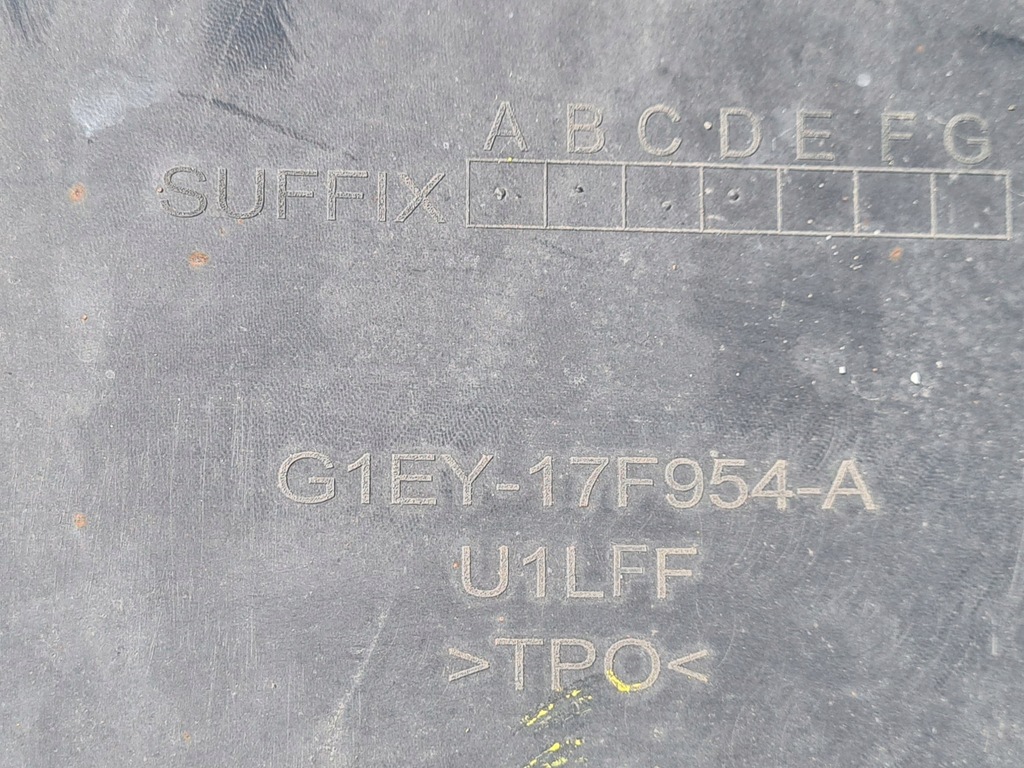 A B C D E F G
SUFFIX
G1EY-17F954-A
U1LFF
>TPO<